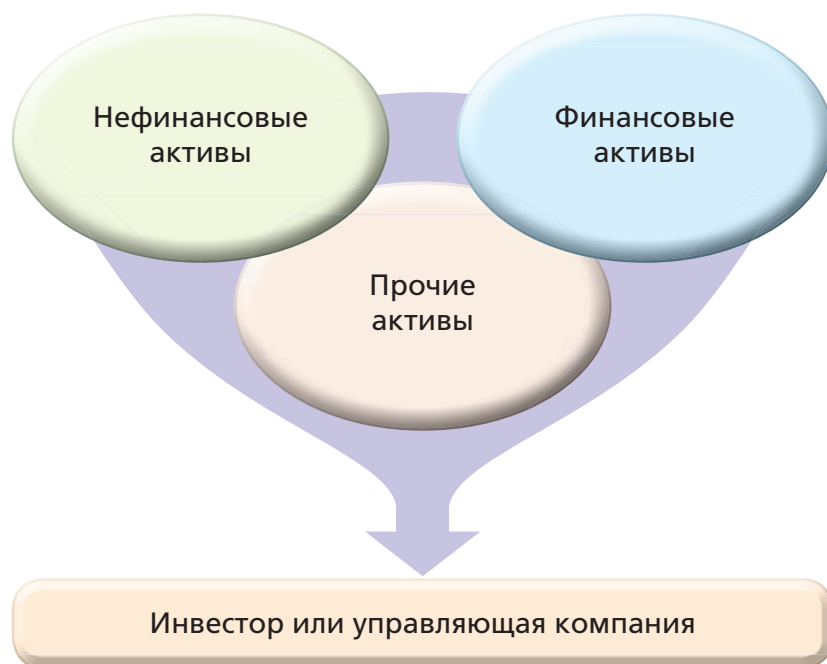 Нефинансовые
активы
Финансовые
активы
Прочие
активы
Инвестор или управляющая компания